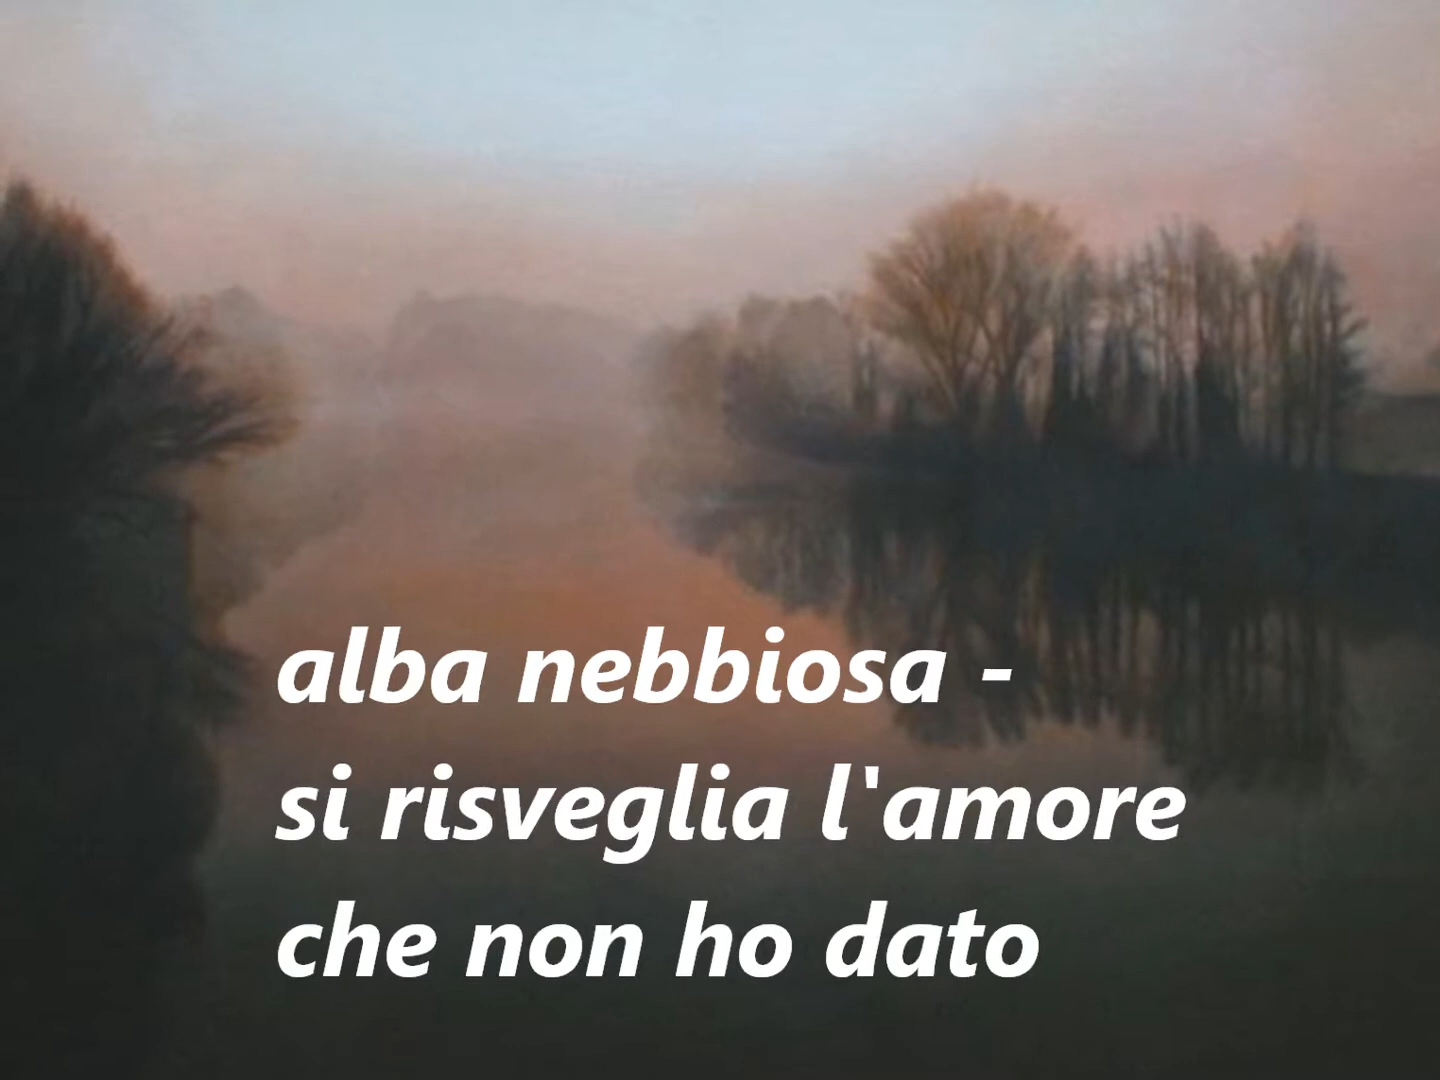 alba nebbiosa -
si risveglia l'amore
che non ho dato